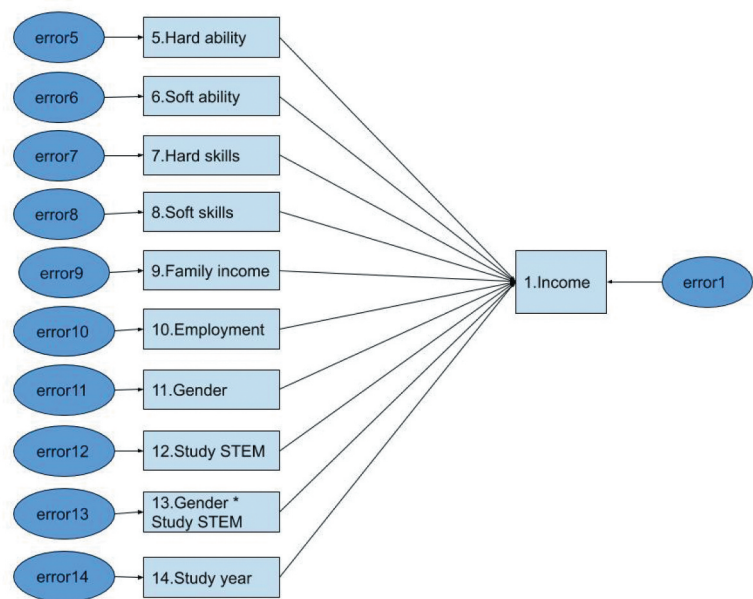 error5
5.Hard ability
error6
6.Soft ability
error7
7.Hard skills
error8
8.Soft skills
error9
9.Family income
1.Income
error1
error10
10.Employment
error11
11.Gender
error12
12.Study STEM
error13
13.Gender *
Study STEM
error14
14.Study year